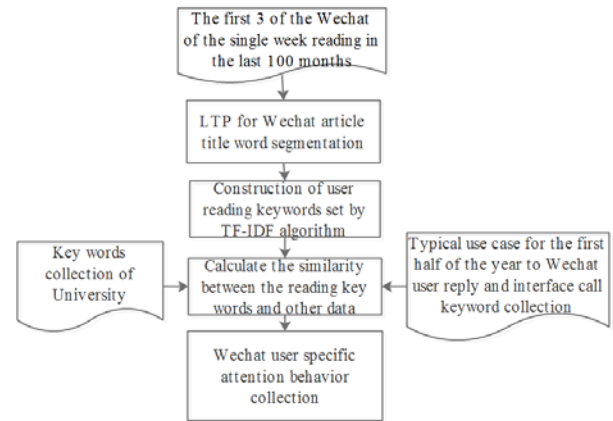 The first 3 of the Wechat
of the single week reading in
the last 100 months
LTP for Wechat article
title word segmentation
Construction of user
reading keywords set by
TF-IDF algorithm
Key words
collection of
University
Calculate the similarity
between the reading key
words and other data
Typical use case for the first
half of the year to Wechat
user reply and interface call
keyword collection
Wechat user specific
attention behavior
collection